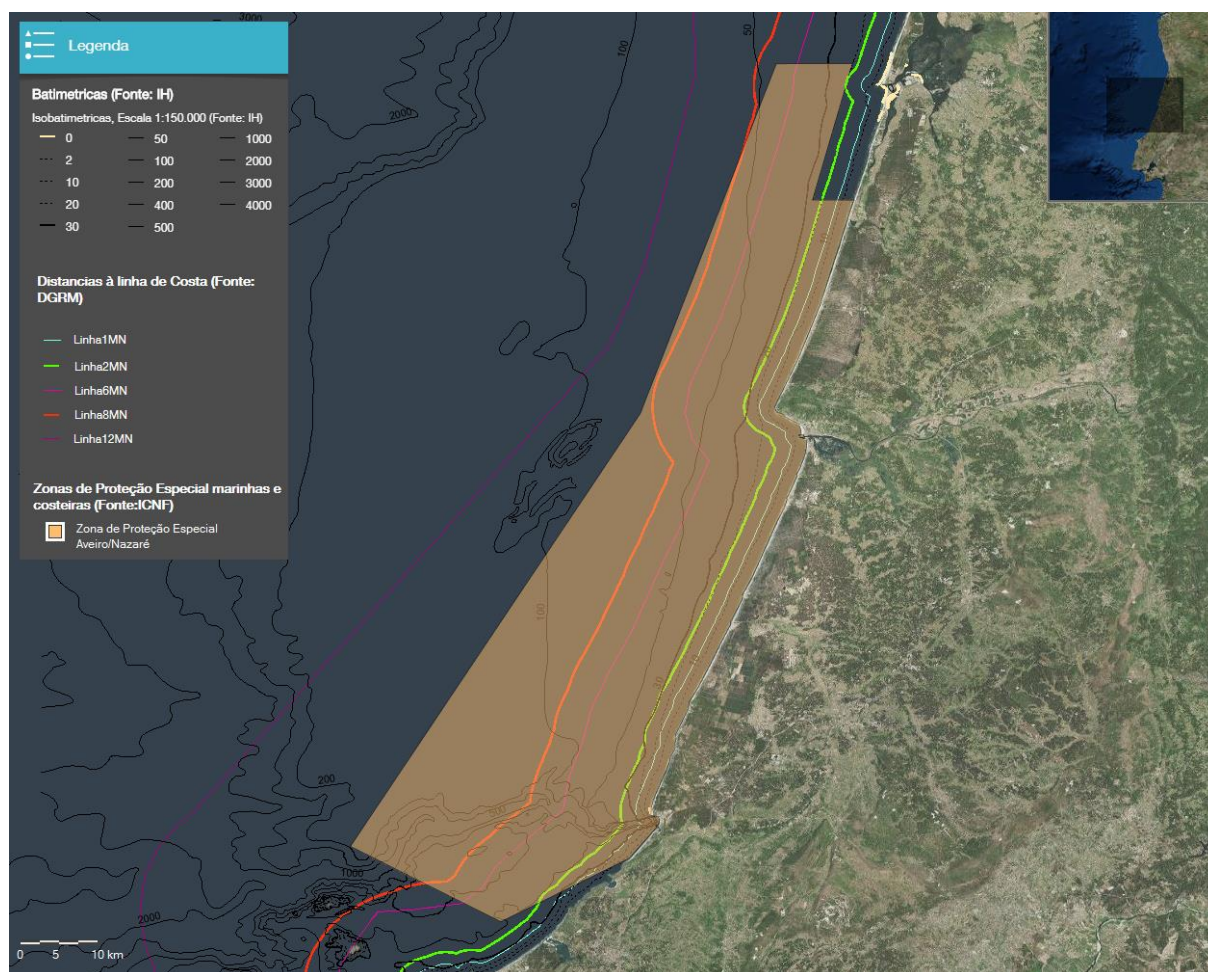 Legenda
Batimetricas (Fonte: IH)
Isobatimetricas, Escala 1:150.000 (Fonte: IH)
0 50 1000
2 100 2000
10 200 3000
20 400 4000
30 500
Distancias à linha de Costa (Fonte:
DGRM)
Linha1MN
Linha2MN
Linha6MN
Linha8MN
Linha12MN
Zonas de Proteção Especial marinhas e
costeiras (Fonte:ICNF)
Zona de Proteção Especial
Aveiro/Nazaré
3000
2000
100
50
100
30
200
1000
2000
0 5 10 km